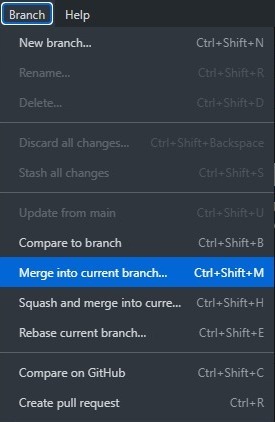 Branch Help
New branch... Ctrl+Shift+N
Rename... Ctrl+Shift+R
Delete... Ctrl+Shift+D
Discard all changes... Ctrl+Shift+Backspace
Stash all changes Ctrl+Shift+S
Update from main Ctrl+Shift+U
Compare to branch Ctrl+Shift+B
Merge into current branch... Ctrl+Shift+M
Squash and merge into curre... Ctrl+Shift+H
Rebase current branch... Ctrl+Shift+E
Compare on GitHub Ctrl+Shift+C
Create pull request Ctrl+R